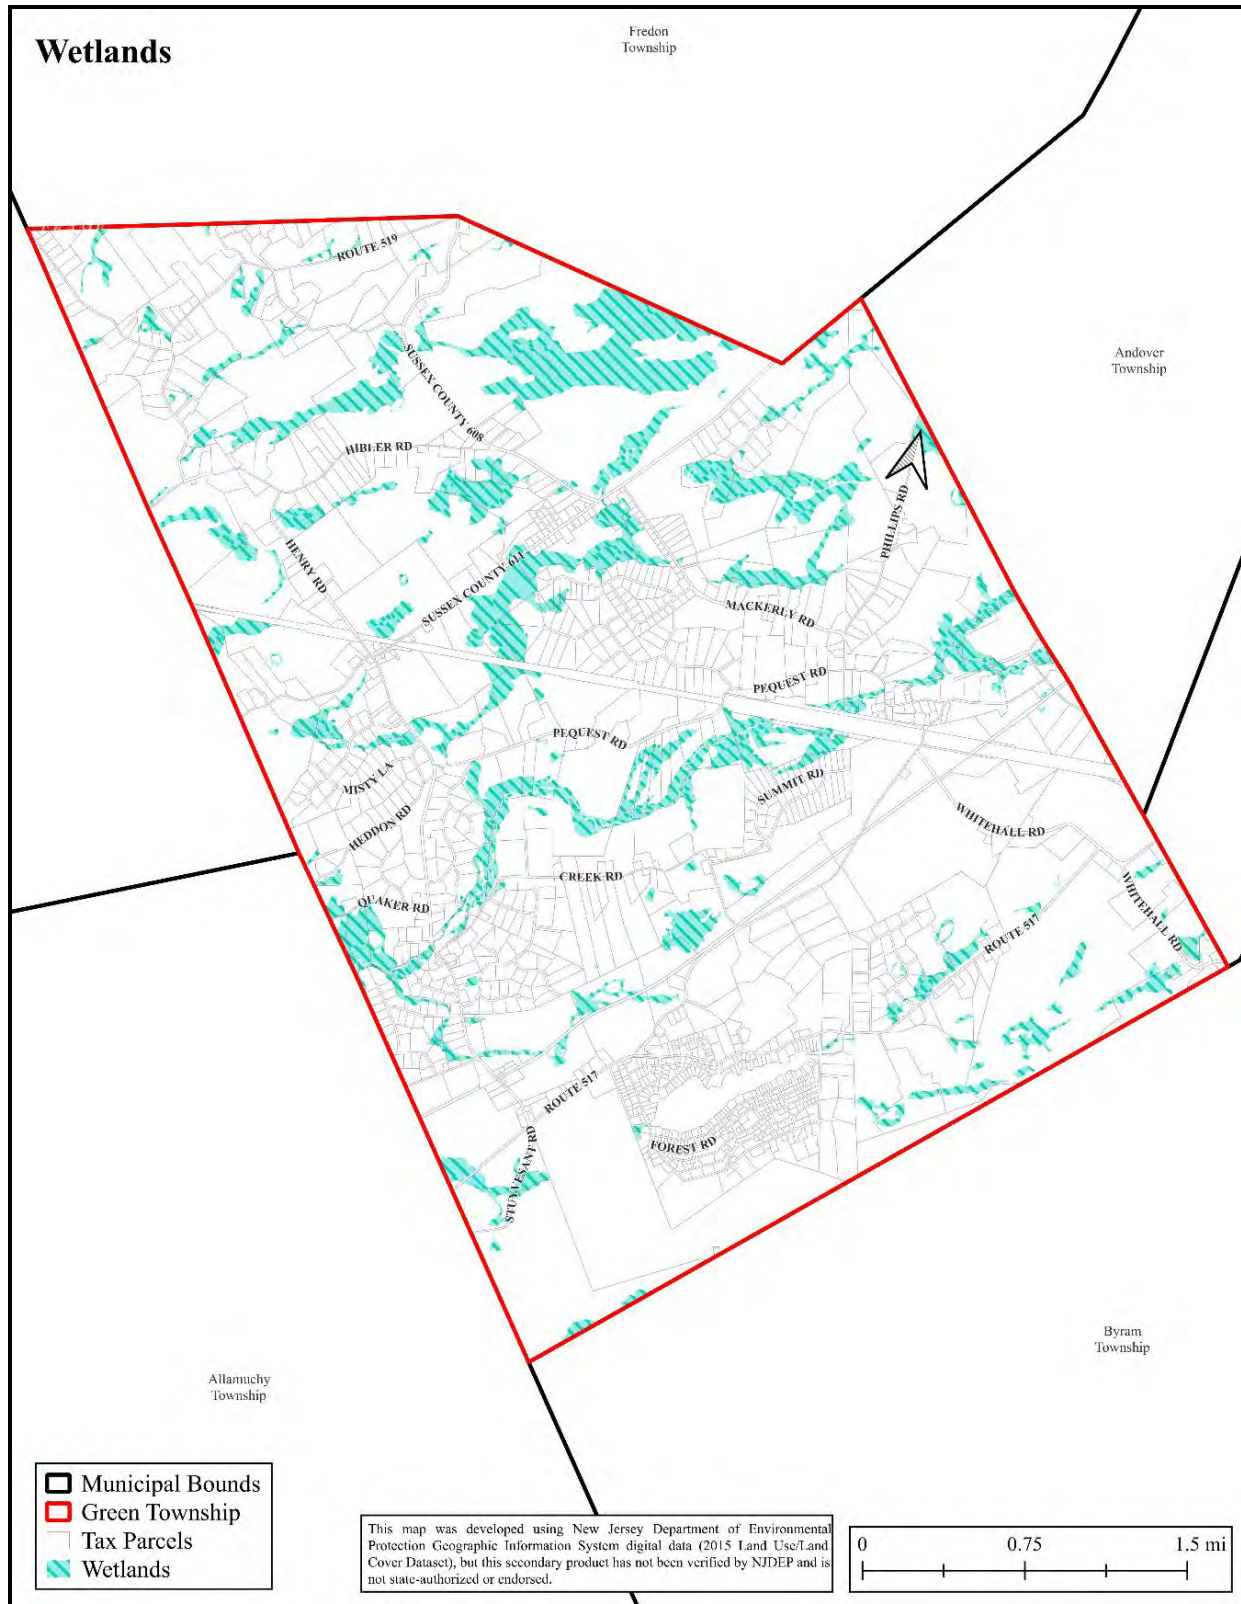 Wetlands
Fredon
Township
Andover
Township
ROUTE 519
SUSSEX COUNTY 608
HIBLER RD
PHILLIPS RD
HENRY RD
SUSSEX COUNTY 611
MACKERLY RD
PEQUEST RD
PEQUEST RD
MISTY LA
SUMMIT RD
HEDDON RD
WHITEHALL RD
CREEK RD
WHITEHALL RD
QUAKER RD
ROUTE 517
ROUTE 517
FOREST RD
STUYVESANT RD
Byram
Township
Allamuchy
Township
Municipal Bounds
Green Township
Tax Parcels
Wetlands
This map was developed using New Jersey Department of Environmental
Protection Geographic Information System digital data (2015 Land Use/Land
Cover Dataset), but this secondary product has not been verified by NJDEP and is
not state-authorized or endorsed.
0 0.75 1.5 mi